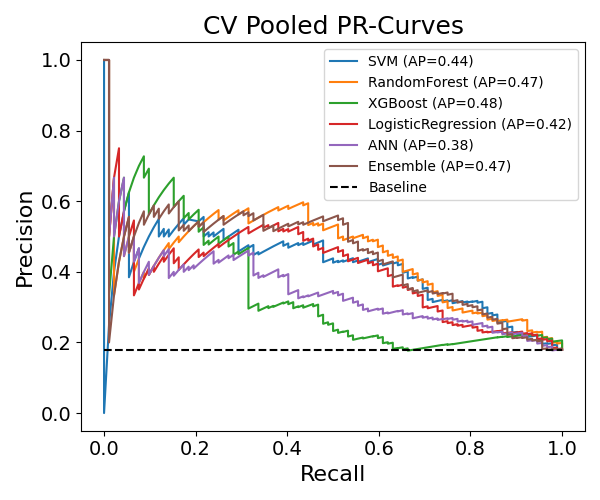 CV Pooled PR-Curves
SVM (AP=0.44)
RandomForest (AP=0.47)
XGBoost (AP=0.48)
LogisticRegression (AP=0.42)
ANN (AP=0.38)
Ensemble (AP=0.47)
Baseline
Precision
1.0
0.8
0.6
0.4
0.2
0.0
0.0 0.2 0.4 0.6 0.8 1.0
Recall